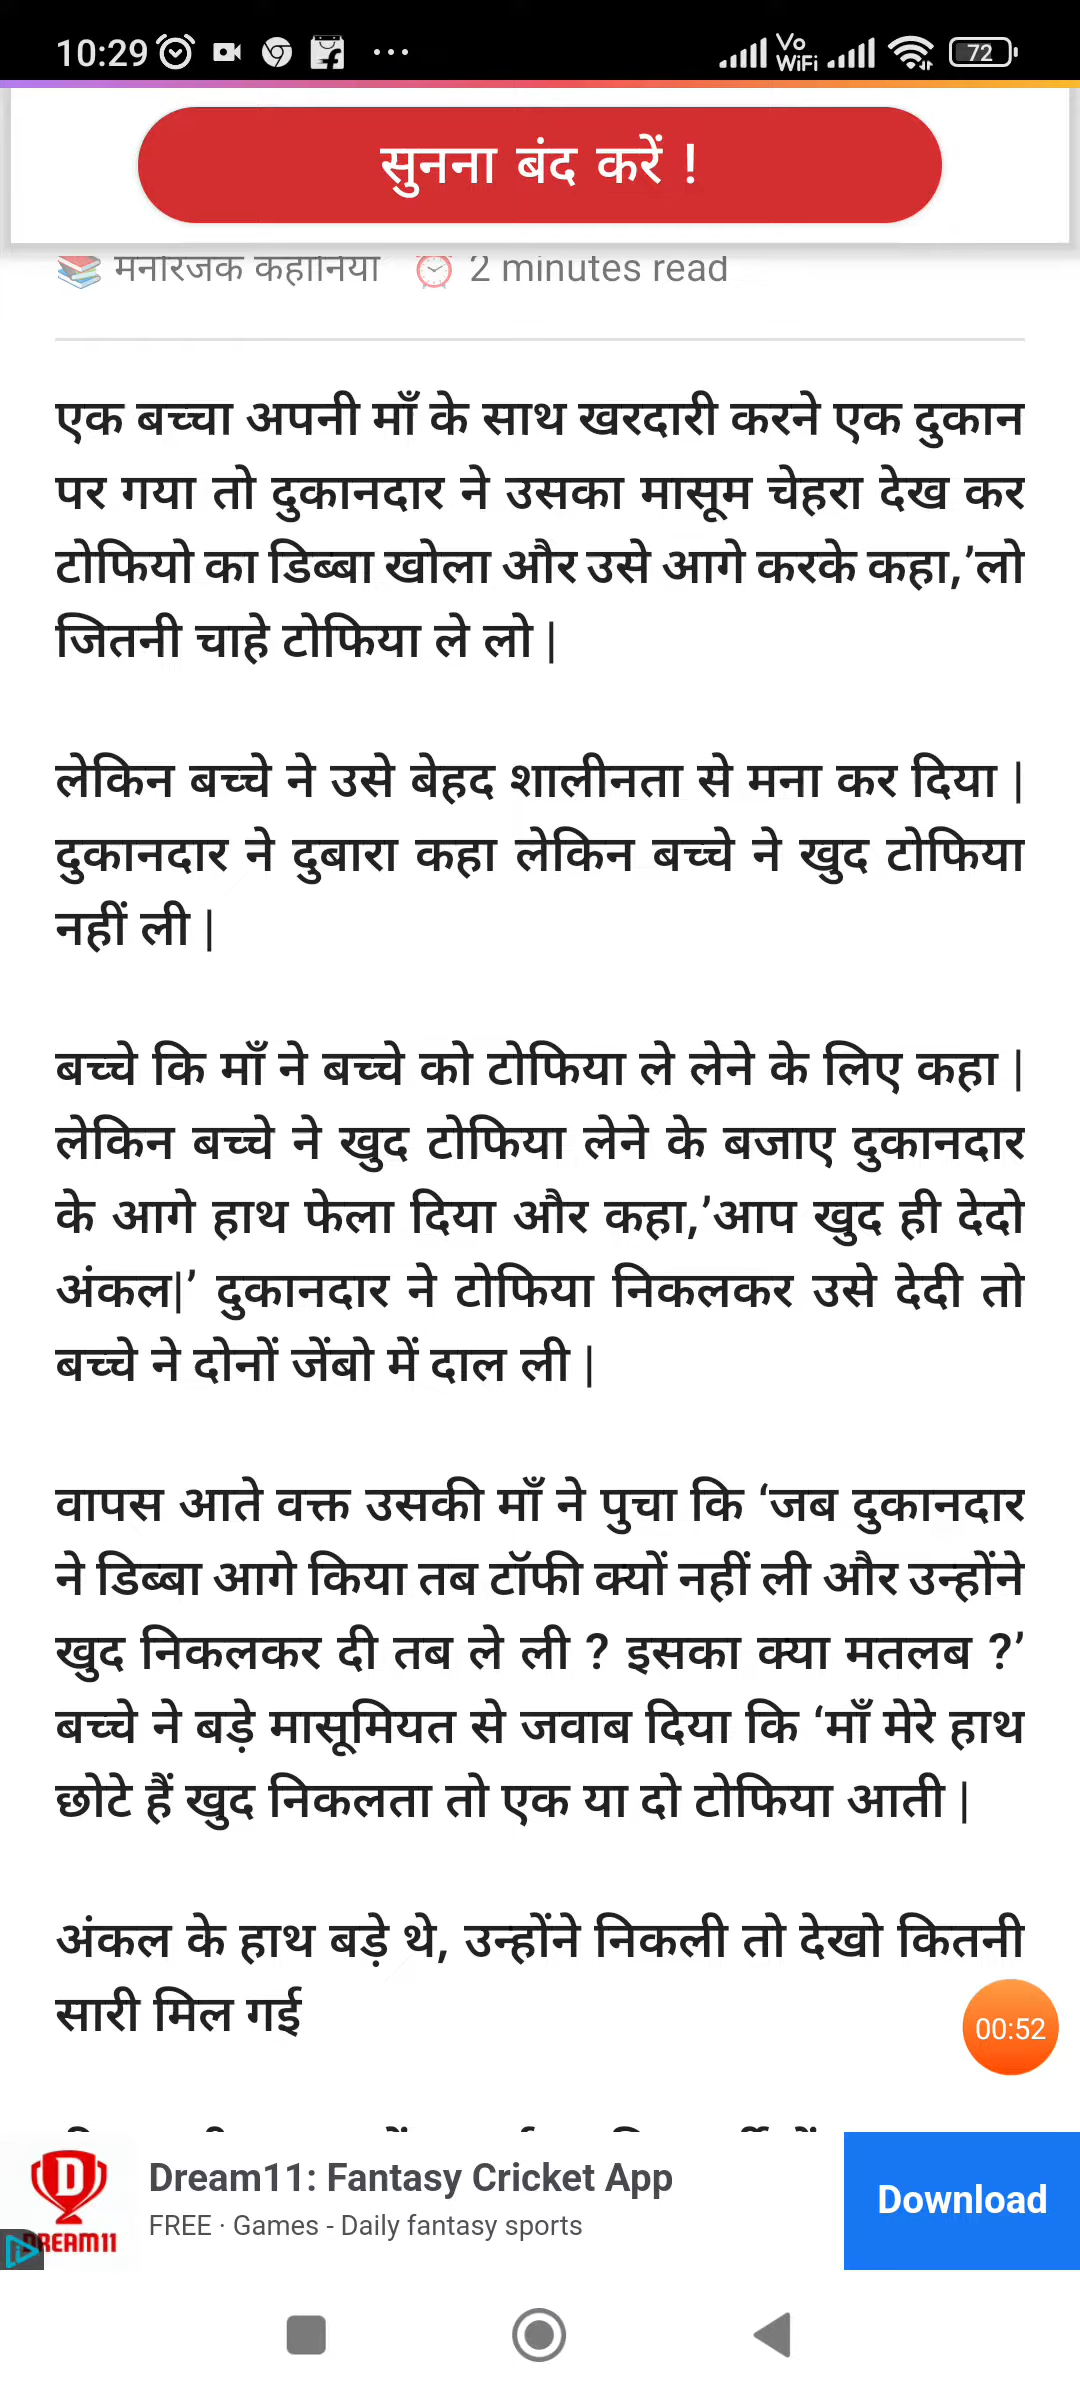 10:29
Vo
WiFi
72
सुनना बंद करें !
मनोरंजक कहानियां 2 minutes read
एक बच्चा अपनी माँ के साथ खरदारी करने एक दुकान
पर गया तो दुकानदार ने उसका मासूम चेहरा देख कर
टोफियो का डिब्बा खोला और उसे आगे करके कहा,’लो
जितनी चाहे टोफिया ले लो |
लेकिन बच्चे ने उसे बेहद शालीनता से मना कर दिया |
दुकानदार ने दुबारा कहा लेकिन बच्चे ने खुद टोफिया
नहीं ली |
बच्चे कि माँ ने बच्चे को टोफिया ले लेने के लिए कहा |
लेकिन बच्चे ने खुद टोफिया लेने के बजाए दुकानदार
के आगे हाथ फेला दिया और कहा,’आप खुद ही देदो
अंकल|’ दुकानदार ने टोफिया निकलकर उसे देदी तो
बच्चे ने दोनों जेंबो में दाल ली |
वापस आते वक्त उसकी माँ ने पुचा कि ‘जब दुकानदार
ने डिब्बा आगे किया तब टॉफी क्यों नहीं ली और उन्होंने
खुद निकलकर दी तब ले ली ? इसका क्या मतलब ?’
बच्चे ने बड़े मासूमियत से जवाब दिया कि ‘माँ मेरे हाथ
छोटे हैं खुद निकलता तो एक या दो टोफिया आती |
अंकल के हाथ बड़े थे, उन्होंने निकली तो देखो कितनी
सारी मिल गई
00:52
Dream11: Fantasy Cricket App
FREE · Games - Daily fantasy sports
Download
D
DREAM11